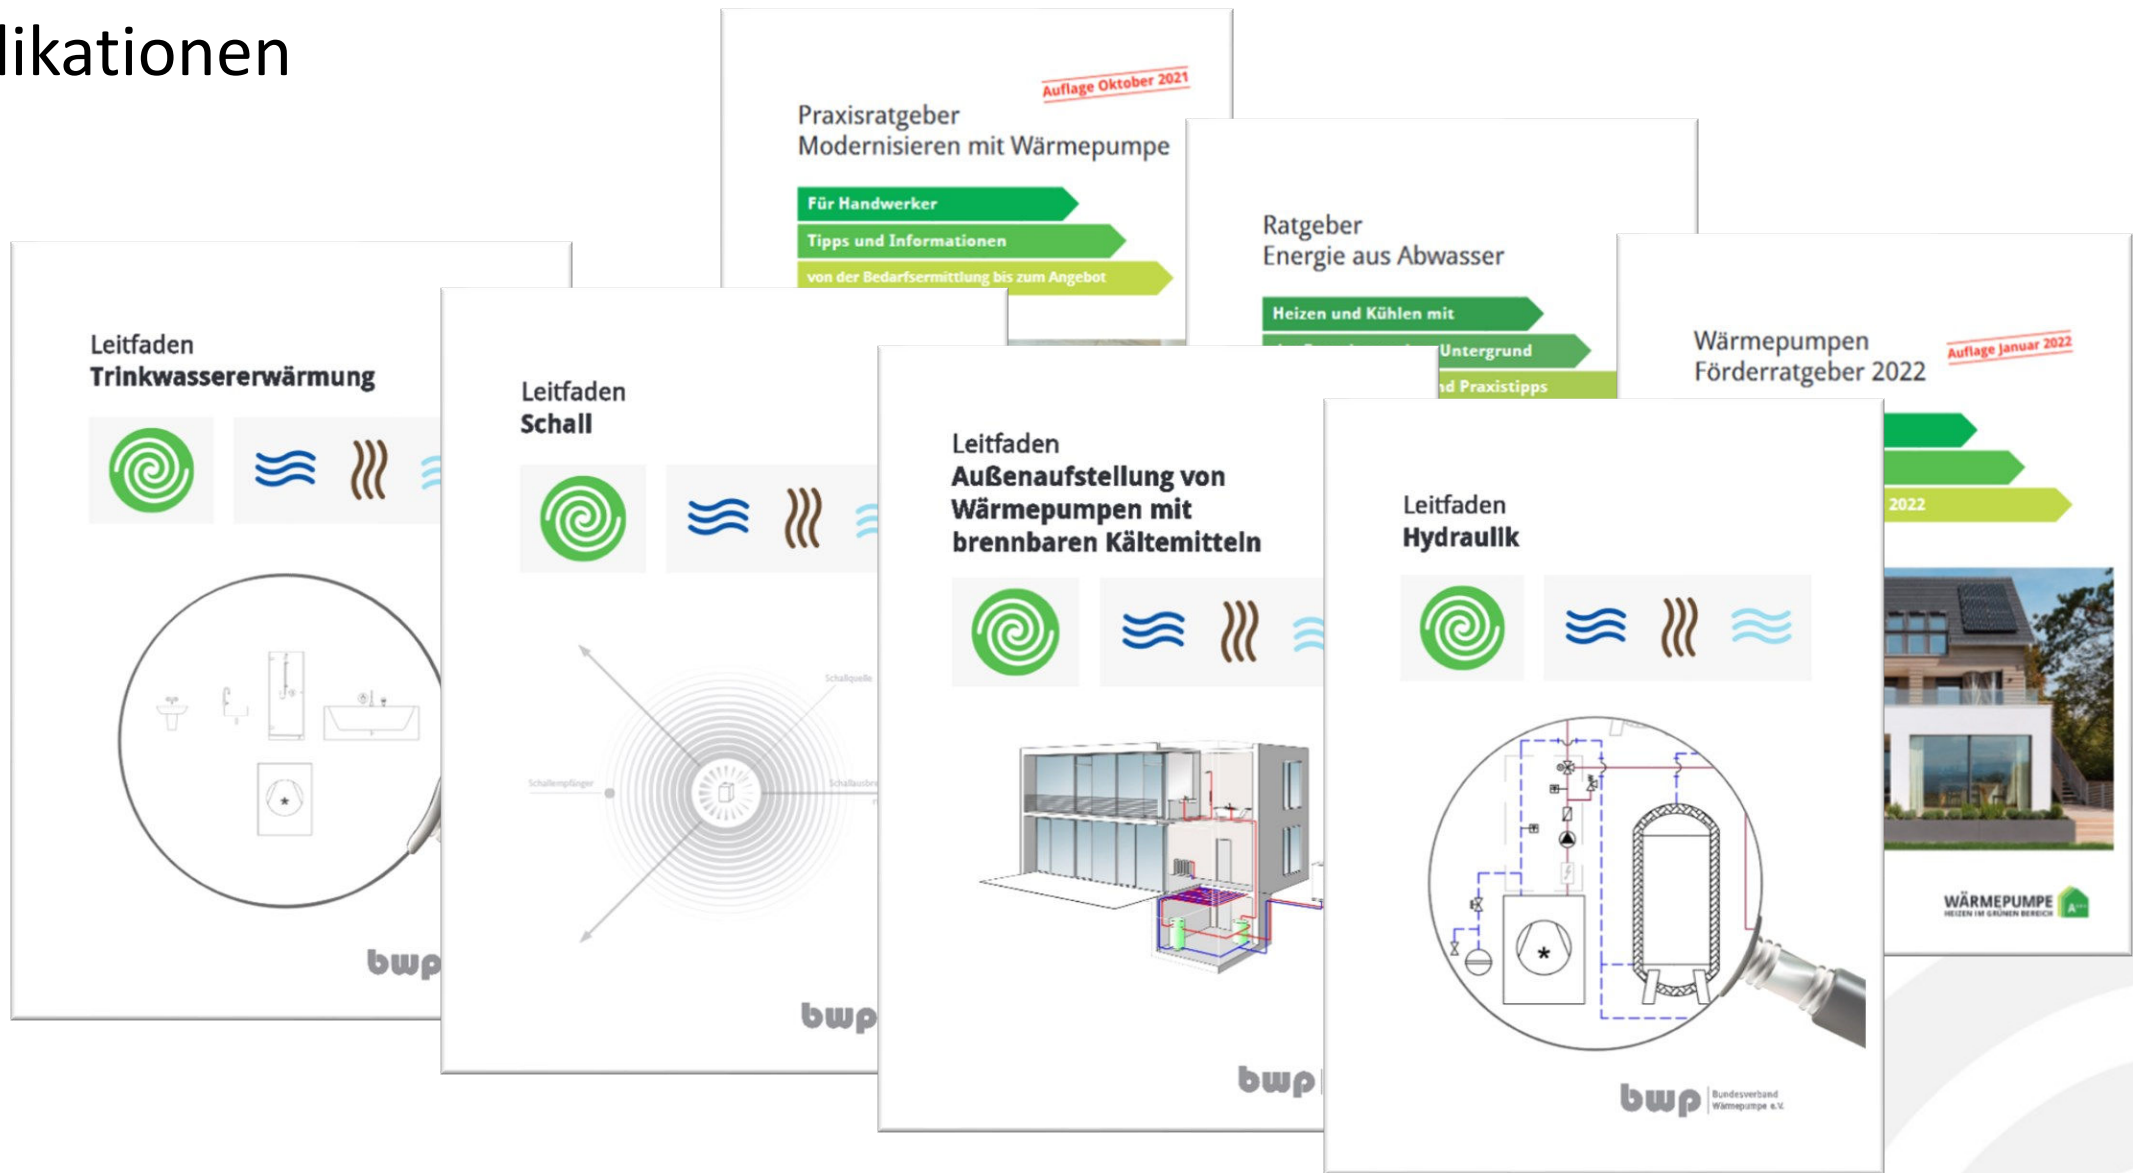 likationen
Auflage Oktober 2021
Praxisratgeber
Modernisieren mit Wärmepumpe
Für Handwerker
Tipps und Informationen
von der Bedarfsermittlung bis zum Angebot
Ratgeber
Energie aus Abwasser
Heizen und Kühlen mit
Untergrund
Praxistipps
Wärmepumpen
Förderratgeber 2022
Auflage Januar 2022
2022
WÄRMEPUMPE
HEIZEN IM GRÜNEN BEREICH
Leitfaden
Trinkwassererwärmung
bwp
Leitfaden
Schall
Schallquelle
Schallempfänger
Schallausbre
bwp
Leitfaden
Außenaufstellung von
Wärmepumpen mit
brennbaren Kältemitteln
bwp
Leitfaden
Hydraulik
bwp
Bundesverband
Wärmepumpe e.V.